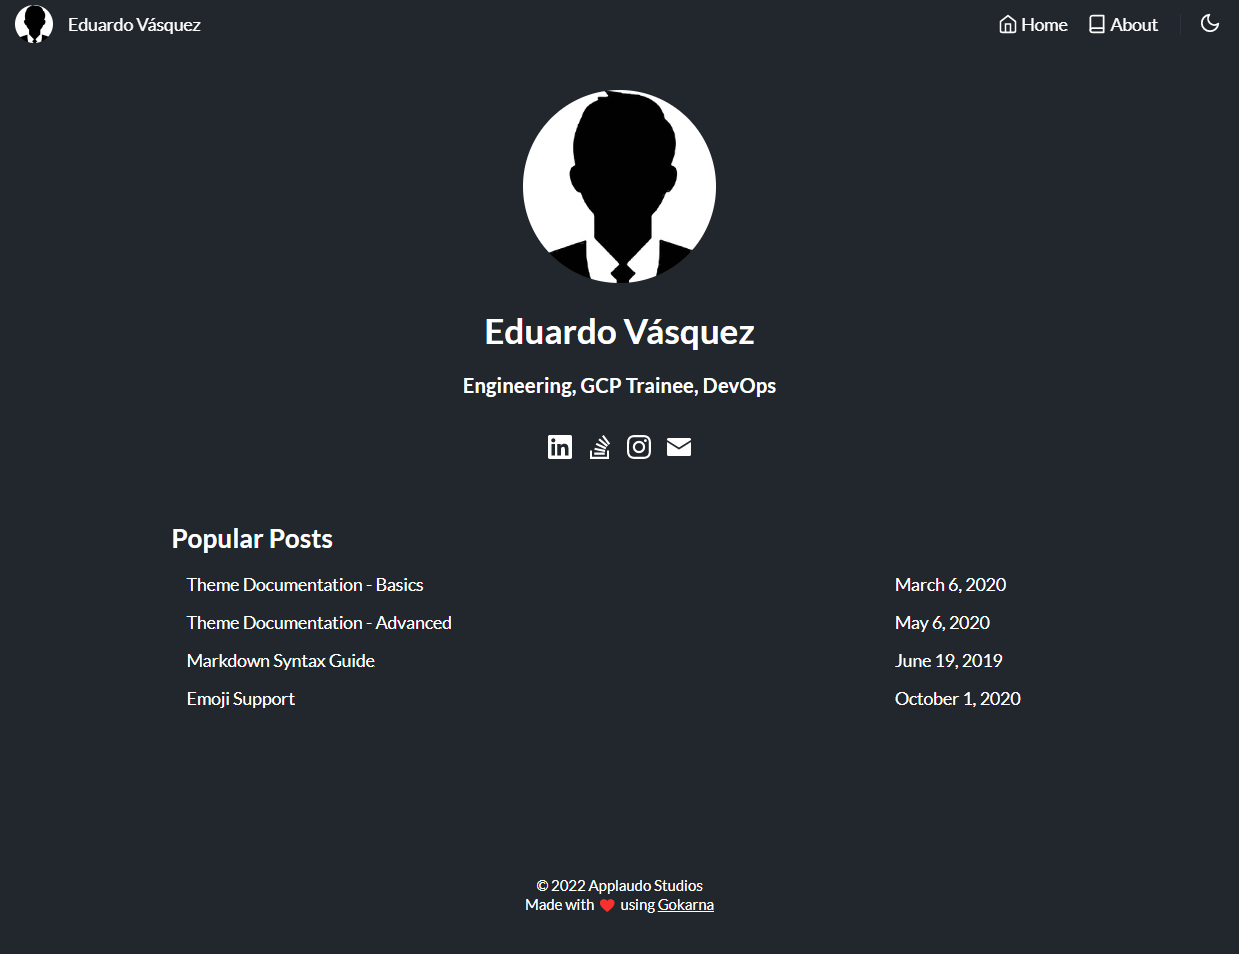 Eduardo Vásquez
Home
About
Eduardo Vásquez
Engineering, GCP Trainee, DevOps
Popular Posts
Theme Documentation - Basics March 6, 2020
Theme Documentation - Advanced May 6, 2020
Markdown Syntax Guide June 19, 2019
Emoji Support October 1, 2020
© 2022 Applaudo Studios
Made with ❤️ using Gokarna